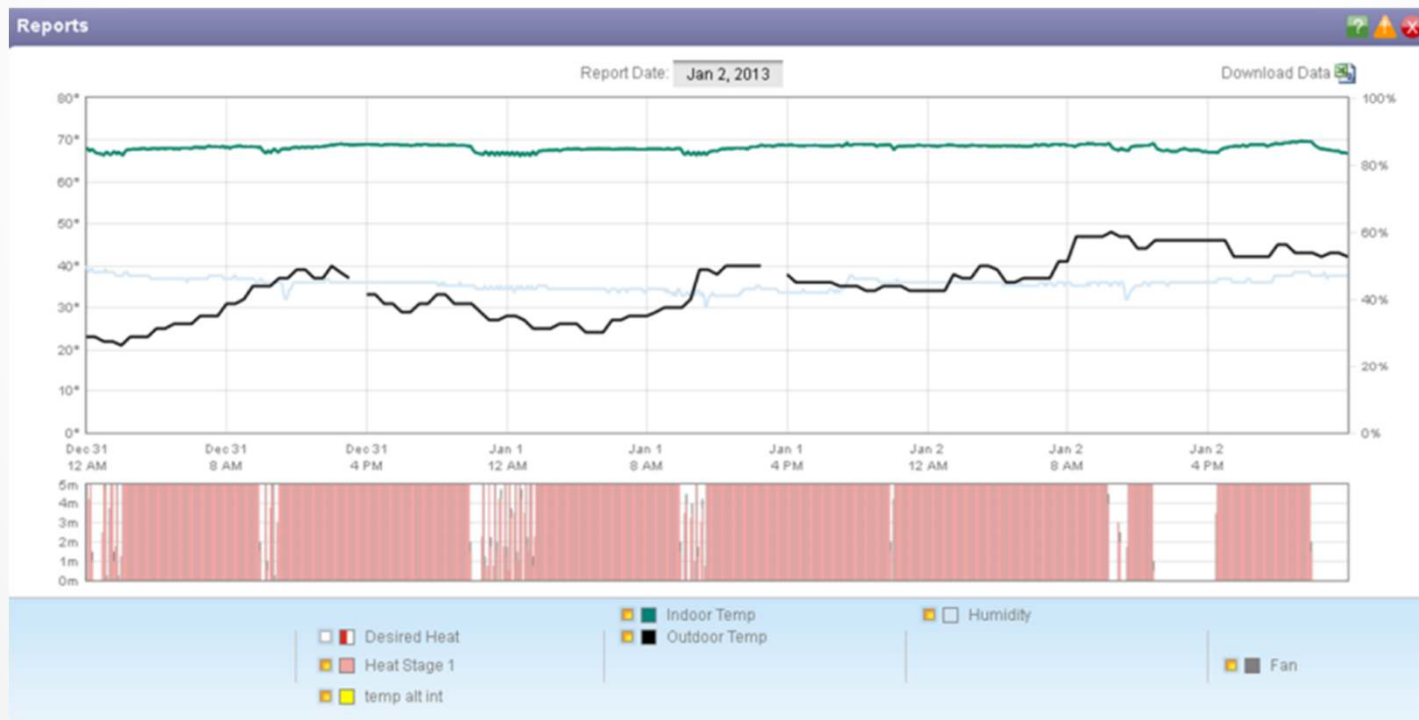 Reports
Report Date: Jan 2, 2013
Download Data
80°
70°
60°
50°
40°
30°
20°
10°
0°
100%
80%
60%
40%
20%
0%
Dec 31 12 AM
Dec 31 8 AM
Dec 31 4 PM
Jan 1 12 AM
Jan 1 8 AM
Jan 1 4 PM
Jan 2 12 AM
Jan 2 8 AM
Jan 2 4 PM
5m
4m
3m
2m
1m
0m
Indoor Temp
Humidity
Desired Heat
Outdoor Temp
Heat Stage 1
Fan
temp alt int